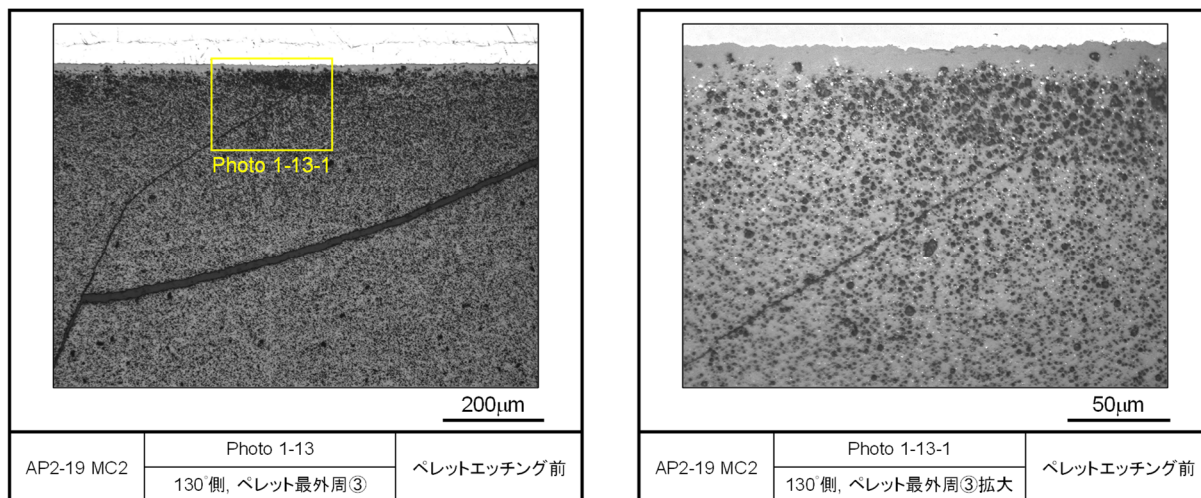 Photo 1-13-1
200μm
AP2-19 MC2
Photo 1-13
130°側, ペレット最外周③
ペレットエッチング前
50μm
AP2-19 MC2
Photo 1-13-1
130°側, ペレット最外周③拡大
ペレットエッチング前